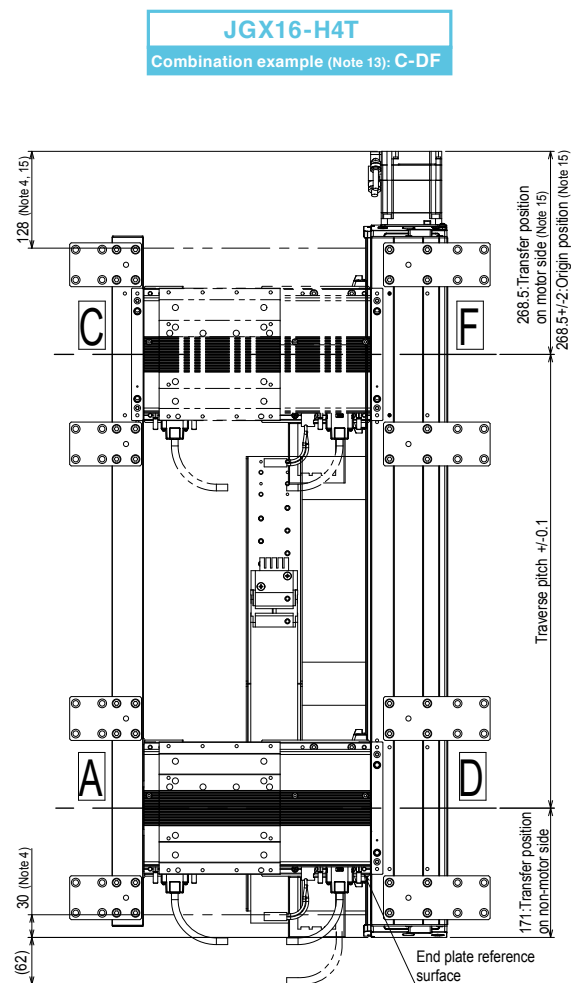 JGX16-H4T
Combination example (Note 13): C-DF
128 (Note 4, 15)
268.5:Transfer position
on motor side (Note 15)
268.5+/-2:Origin position (Note 15)
C
F
Traverse pitch +/-0.1
A
D
30 (Note 4)
171:Transfer position
on non-motor side
(62)
End plate reference
surface